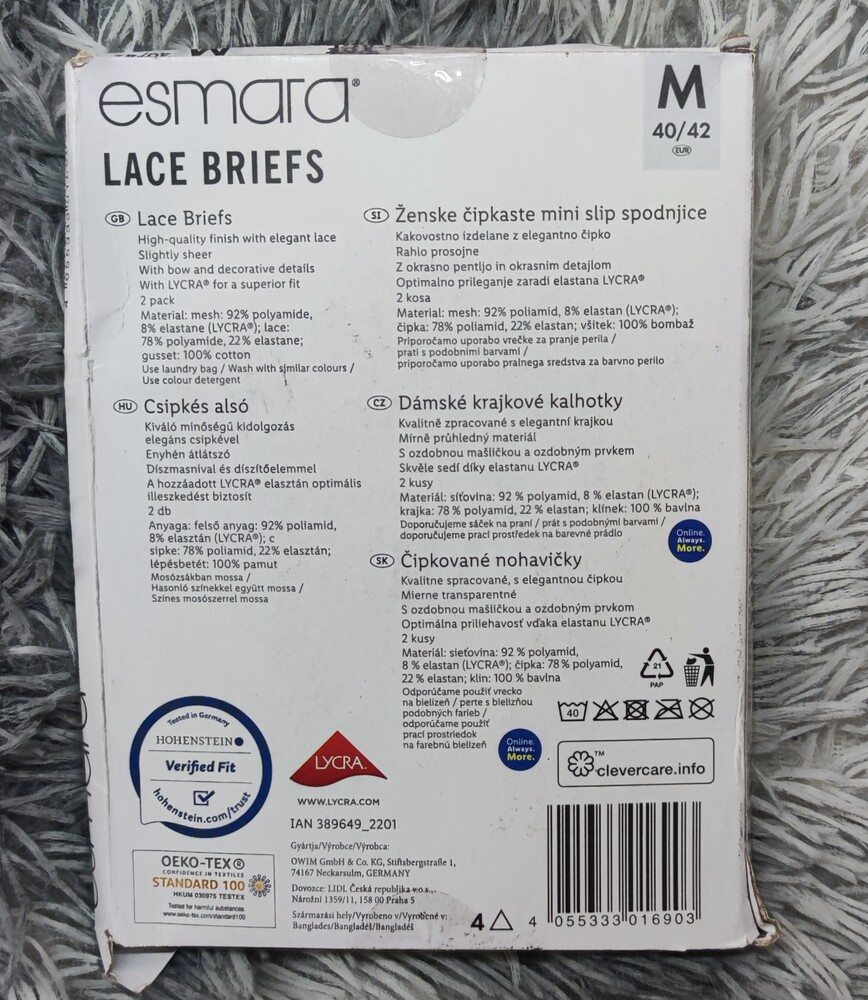 esmara®
LACE BRIEFS
M
40/42
EUR
GB Lace Briefs
High-quality finish with elegant lace
Slightly sheer
With bow and decorative details
With LYCRA® for a superior fit
2 pack
Material: mesh: 92% polyamide,
8% elastane (LYCRA®); lace:
78% polyamide, 22% elastane;
gusset: 100% cotton
Use laundry bag / Wash with similar colours /
Use colour detergent
SI Ženske čipkaste mini slip spodnjice
Kakovostno izdelane z elegantno čipko
Rahlo prosojne
Z okrasno pentljo in okrasnim detajlom
Optimalno prileganje zaradi elastana LYCRA®
2 kosa
Material: mesh: 92% poliamid, 8% elastan (LYCRA®);
čipka: 78% poliamid, 22% elastan; všitek: 100% bombaž
Priporočamo uporabo vrečke za pranje perila /
prati s podobnimi barvami /
priporočamo uporabo pralnega sredstva za barvno perilo
HU Csipkés alsó
Kiváló minőségű kidolgozás
elegáns csipkével
Enyhén átlátszó
Díszmasnival és díszítőelemmel
A hozzáadott LYCRA® elasztán optimális
illeszkedést biztosít
2 db
Anyaga: felső anyag: 92% poliamid,
8% elasztán (LYCRA®); c
sipke: 78% poliamid, 22% elasztán;
lépésbetét: 100% pamut
Mosózsákban mossa /
Hasonló színekkel együtt mossa /
Színes mosószerrel mossa
CZ Dámské krajkové kalhotky
Kvalitně zpracované s elegantní krajkou
Mírně průhledný materiál
S ozdobnou mašličkou a ozdobným prvkem
Skvěle sedí díky elastanu LYCRA®
2 kusy
Materiál: síťovina: 92 % polyamid, 8 % elastan (LYCRA®);
krajka: 78 % polyamid, 22 % elastan; klínek: 100 % bavlna
Doporučujeme sáček na praní / prát s podobnými barvami /
doporučujeme prací prostředek na barevné prádlo
Online.
Always.
More.
SK Čipkované nohavičky
Kvalitne spracované, s elegantnou čipkou
Mierne transparentné
S ozdobnou mašličkou a ozdobným prvkom
Optimálna priliehavosť vďaka elastanu LYCRA®
2 kusy
Materiál: sieťovina: 92 % polyamid,
8 % elastan (LYCRA®); čipka: 78 % polyamid,
22 % elastan; klin: 100 % bavlna
Odporúčame použiť vrecko
na bielizeň / perte s bielizňou
podobných farieb /
odporúčame použiť
prací prostriedok
na farebnú bielizeň
Online.
Always.
More.
21
PAP
40
clevercare.info
TM
Tested in Germany
HOHENSTEIN
Verified Fit
hohenstein.com/trust
LYCRA.
WWW.LYCRA.COM
IAN 389649_2201
Gyártja/Výrobce/Výrobca:
OWIM GmbH & Co. KG, Stiftsbergstraße 1,
74167 Neckarsulm, GERMANY
Dovozce: LIDL Česká republika v.o.s.,
Nárožní 1359/11, 158 00 Praha 5
Származási hely/Vyrobeno v/Vyrobené v:
Banglades/Bangladéš/Bangladéš
OEKO-TEX®
CONFIDENCE IN TEXTILES
STANDARD 100
HKUM 030975 TESTEX
Tested for harmful substances
www.oeko-tex.com/standard100
4
4 055333 016903